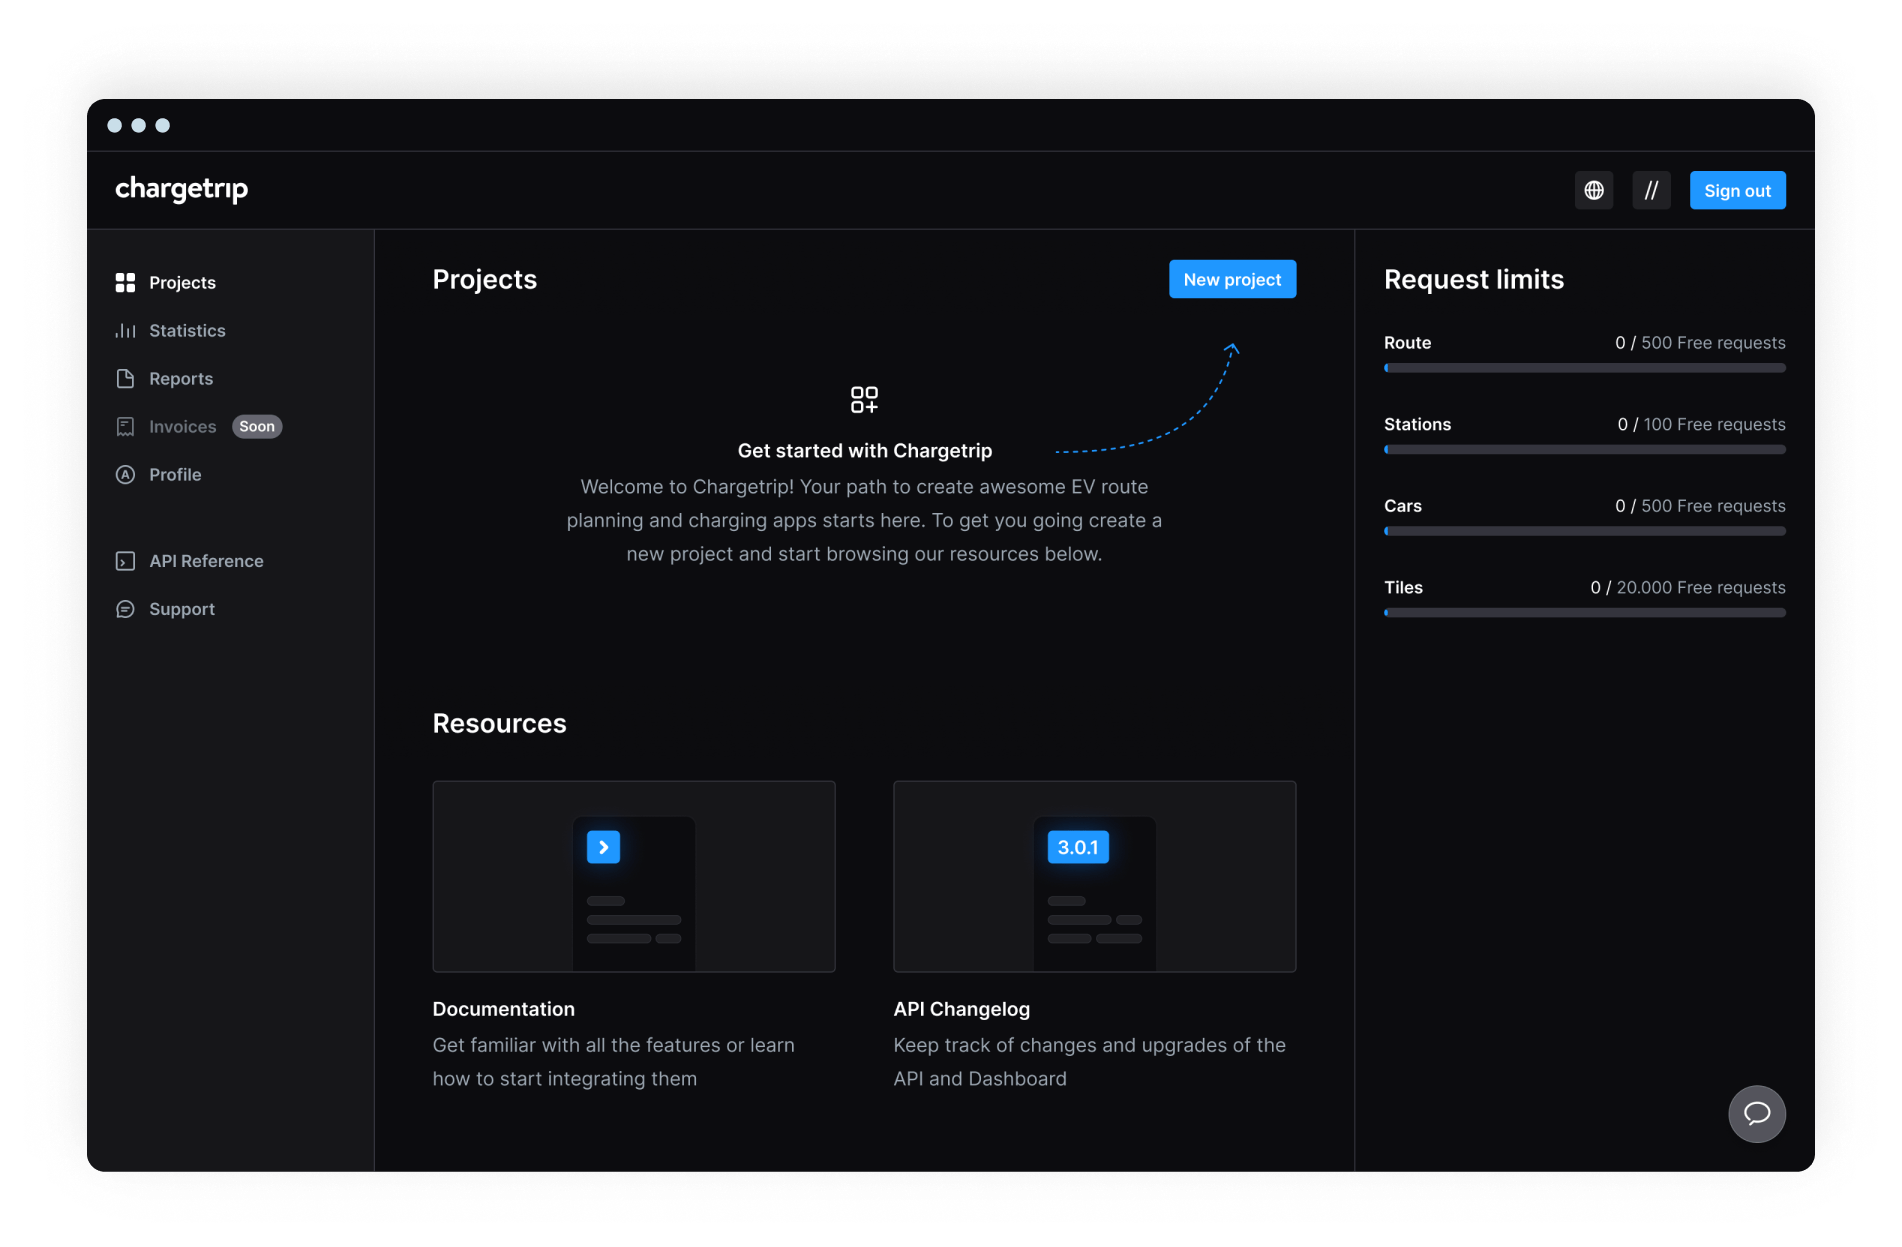 chargetrip
//
Sign out
Projects
Statistics
Reports
Invoices Soon
Profile
API Reference
Support
Projects
New project
Get started with Chargetrip
Welcome to Chargetrip! Your path to create awesome EV route
planning and charging apps starts here. To get you going create a
new project and start browsing our resources below.
Resources
Documentation
Get familiar with all the features or learn
how to start integrating them
3.0.1
API Changelog
Keep track of changes and upgrades of the
API and Dashboard
Request limits
Route 0 / 500 Free requests
Stations 0 / 100 Free requests
Cars 0 / 500 Free requests
Tiles 0 / 20.000 Free requests